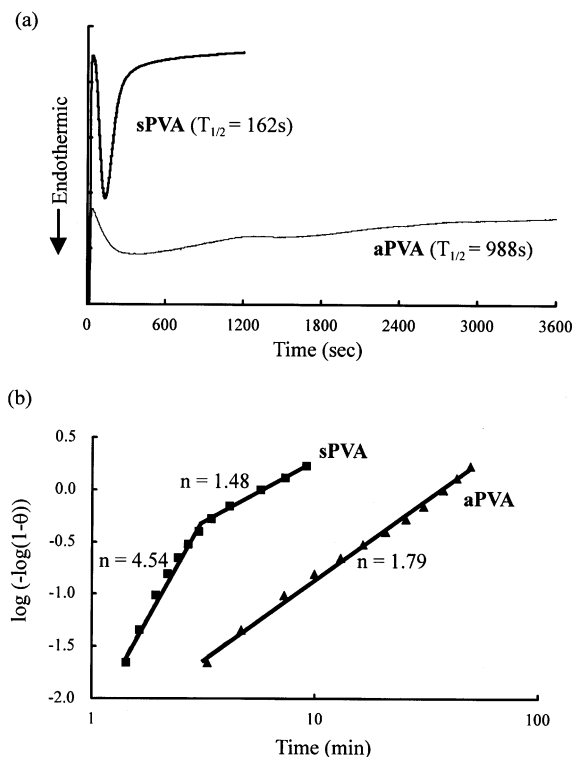 (a)
Endothermic
sPVA (T1/2 = 162s)
aPVA (T1/2 = 988s)
0 600 1200 1800 2400 3000 3600
Time (sec)
(b)
log (-log(1-θ))
0.5
0.0
-0.5
-1.0
-1.5
-2.0
sPVA
n = 1.48
aPVA
n = 4.54
n = 1.79
1 10 100
Time (min)